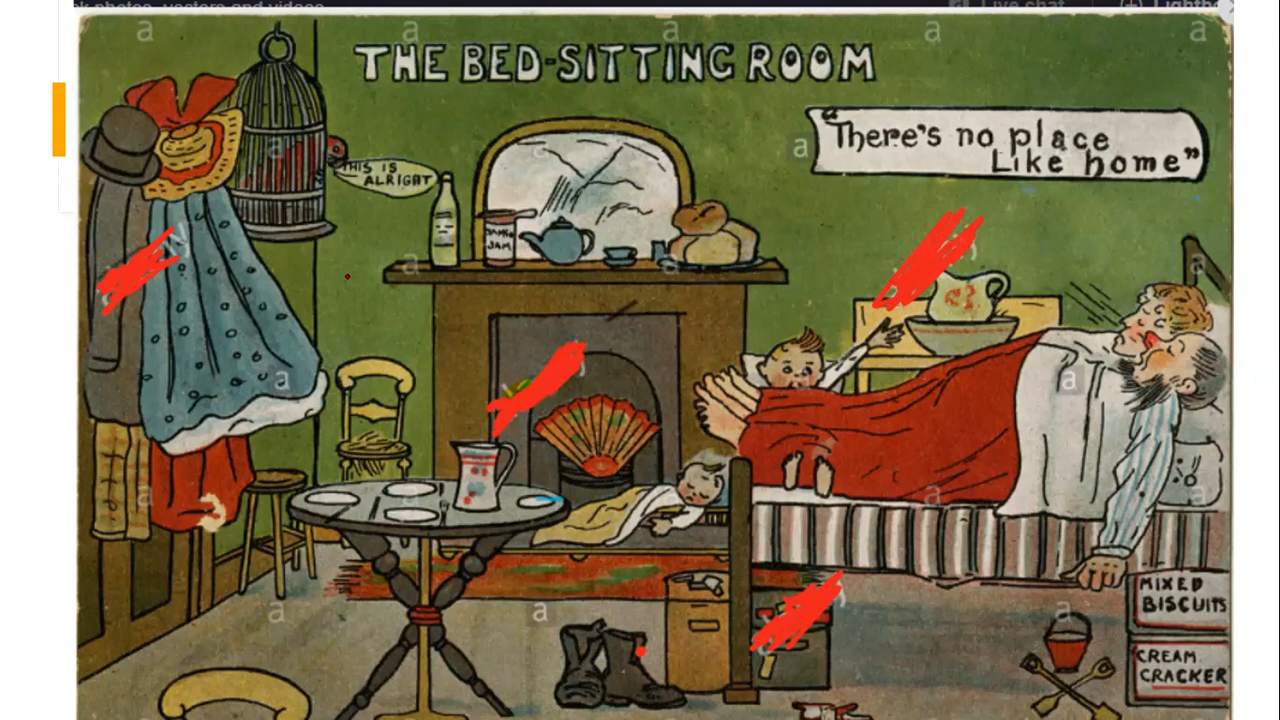 THE BED-SITTING ROOM
"There's no place
Like home"
THIS IS
ALRIGHT
JAM
MIXED
BISCUITS
CREAM
CRACKER